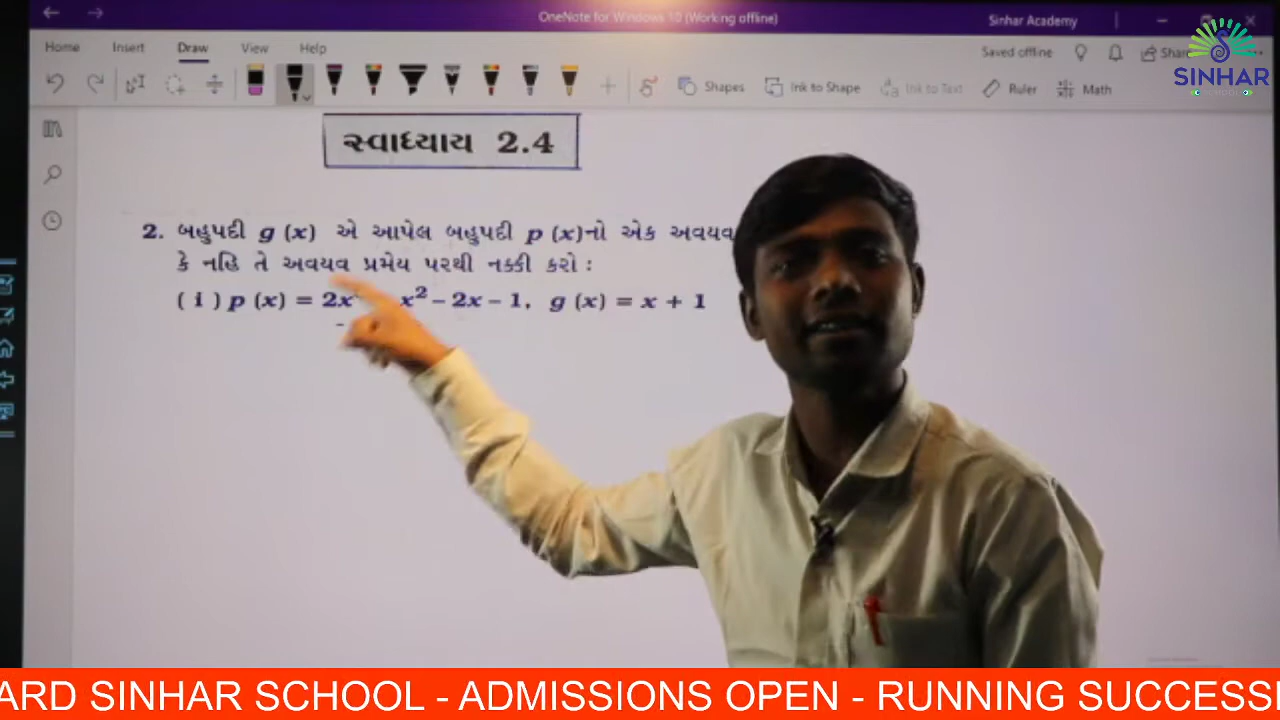 OneNote for Windows 10 (Working offline)
Sinhar Academy
Home Insert Draw View Help
Saved offline
Shapes Ink to Shape Ink to Text Ruler Math
SINHAR
સ્વાધ્યાય 2.4
2. બહુપદી g (x) એ આપેલ બહુપદી p (x)નો એક અવયવ
કે નહિ તે અવયવ પ્રમેય પરથી નક્કી કરો :
( i ) p (x) = 2x x² – 2x – 1, g (x) = x + 1
ARD SINHAR SCHOOL - ADMISSIONS OPEN - RUNNING SUCCESS